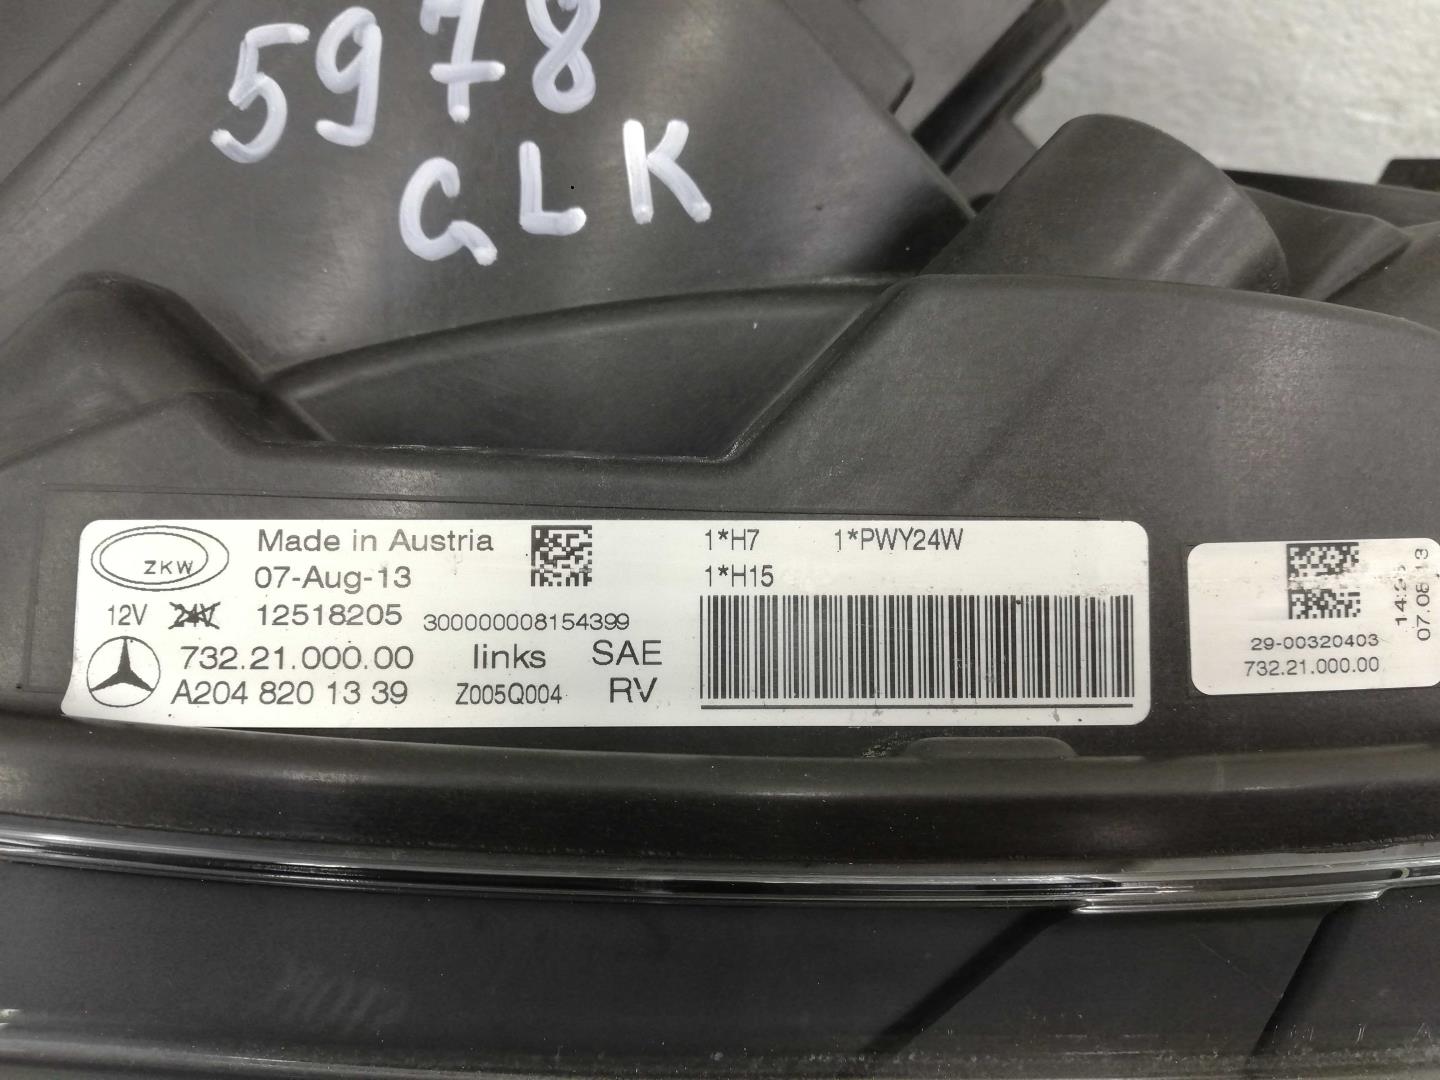 5978
GLK
ZKW
Made in Austria
07-Aug-13
12V 24V 12518205 300000008154399
732.21.000.00 links SAE
A204 820 13 39 Z005Q004 RV
1*H7 1*PWY24W
1*H15
29-00320403
732.21.000.00
07.08.13